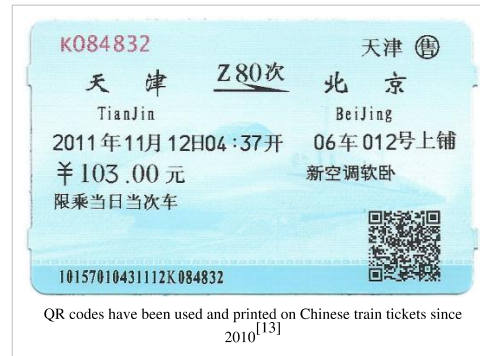 K084832 天津 售
天津 Z80次 北京
TianJin BeiJing
2011年11月12日04:37开 06车012号上铺
￥103.00元 新空调软卧
限乘当日当次车
10157010431112K084832
QR codes have been used and printed on Chinese train tickets since
2010[13]